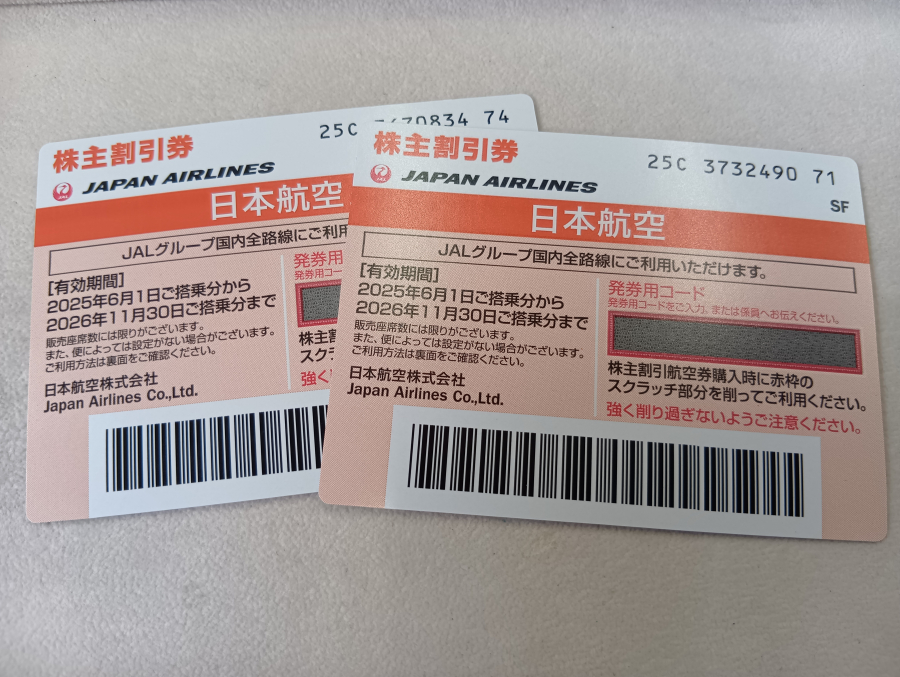 株主割引券
25C 3470834 74
JAPAN AIRLINES
日本航空
JALグループ国内全路線にご利用
[有効期間]
2025年6月1日ご搭乗分から
2026年11月30日ご搭乗分まで
販売座席数には限りがございます。
また、便によっては設定がない場合がございます。
ご利用方法は裏面をご確認ください。
日本航空株式会社
Japan Airlines Co.,Ltd.
発券用
発券用コー
株主
スクラ
強く
株主割引券
25C 3732490 71
JAPAN AIRLINES
SF
日本航空
JALグループ国内全路線にご利用いただけます。
[有効期間]
2025年6月1日ご搭乗分から
2026年11月30日ご搭乗分まで
販売座席数には限りがございます。
また、便によっては設定がない場合がございます。
ご利用方法は裏面をご確認ください。
日本航空株式会社
Japan Airlines Co.,Ltd.
発券用コード
発券用コードをご入力、または係員へお伝えください。
株主割引航空券購入時に赤枠の
スクラッチ部分を削ってご利用ください。
強く削り過ぎないようご注意ください。